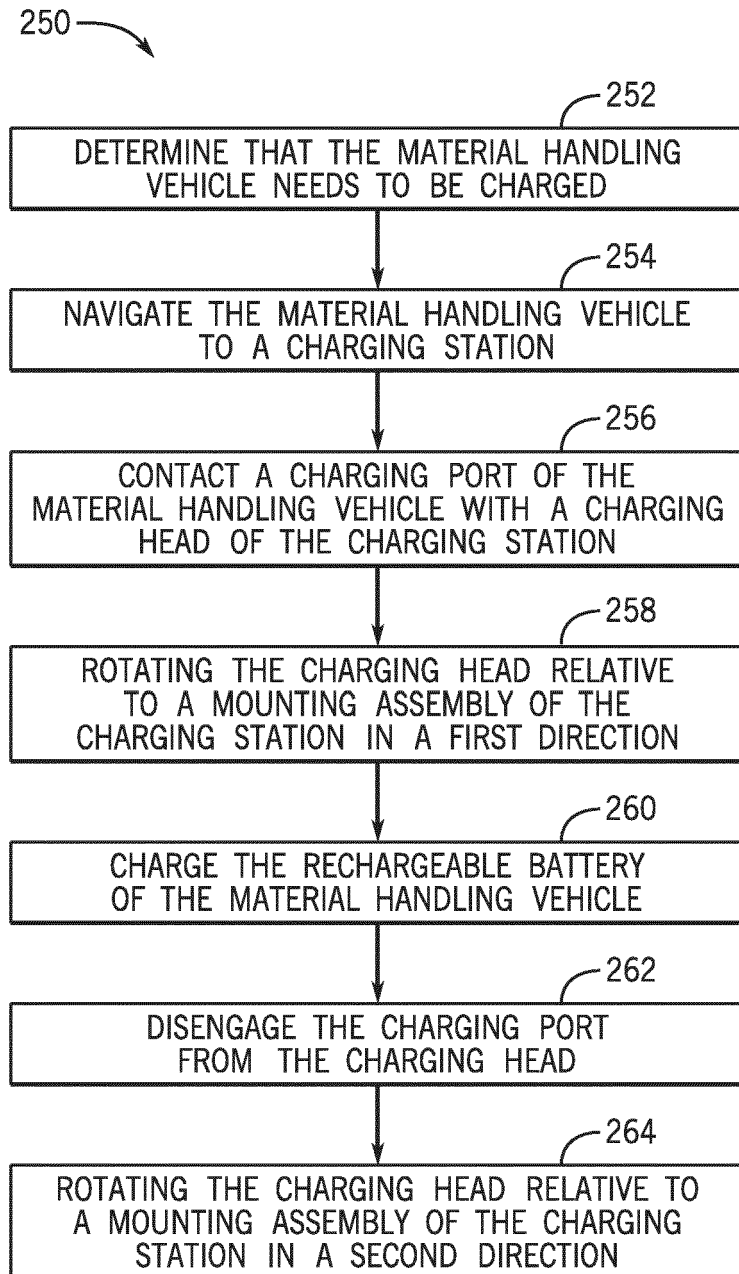 250
252
DETERMINE THAT THE MATERIAL HANDLING
VEHICLE NEEDS TO BE CHARGED
254
NAVIGATE THE MATERIAL HANDLING VEHICLE
TO A CHARGING STATION
256
CONTACT A CHARGING PORT OF THE
MATERIAL HANDLING VEHICLE WITH A CHARGING
HEAD OF THE CHARGING STATION
258
ROTATING THE CHARGING HEAD RELATIVE
TO A MOUNTING ASSEMBLY OF THE
CHARGING STATION IN A FIRST DIRECTION
260
CHARGE THE RECHARGEABLE BATTERY
OF THE MATERIAL HANDLING VEHICLE
262
DISENGAGE THE CHARGING PORT
FROM THE CHARGING HEAD
264
ROTATING THE CHARGING HEAD RELATIVE TO
A MOUNTING ASSEMBLY OF THE CHARGING
STATION IN A SECOND DIRECTION